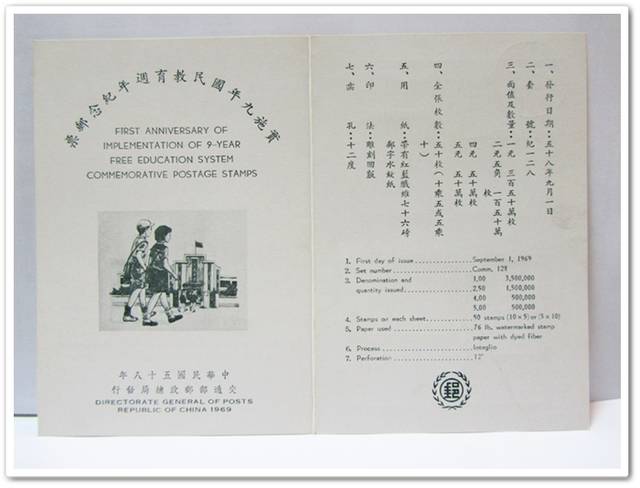 實施九年國民教育週年紀念郵票
FIRST ANNIVERSARY OF
IMPLEMENTATION OF 9-YEAR
FREE EDUCATION SYSTEM
COMMEMORATIVE POSTAGE STAMPS
中華民國五十八年
交通部郵政總局發行
DIRECTORATE GENERAL OF POSTS
REPUBLIC OF CHINA 1969
一、發行日期：五十八年九月一日
二、套號：紀一二八
三、面值及數量：一元 三百五十萬枚
二元五角 一百五十萬
枚
四元 五十萬枚
五元 五十萬枚
四、全張枚數：五十枚（十乘五或五乘
十）
五、用紙：帶有紅藍纖維七十六磅
郵字水紋紙
六、印法：雕刻凹版
七、齒孔：十二度
1. First day of issue ........ September 1, 1969
2. Set number ........ Comm. 128
3. Denomination and 1.00 3,500,000
quantity issued ........ 2.50 1,500,000
4.00 500,000
5.00 500,000
4. Stamps on each sheet ........ 50 stamps (10 × 5) or (5 × 10)
5. Paper used ........ 76 lb. watermarked stamp
paper with dyed fiber
6. Process ........ Intaglio
7. Perforation ........ 12°
郵